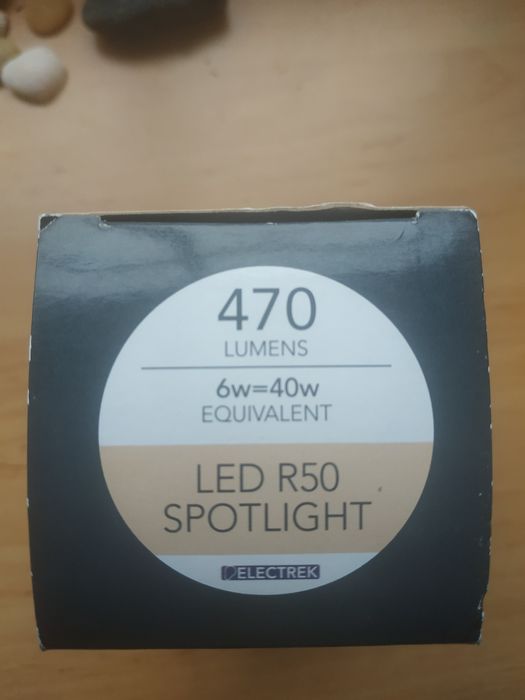 470
LUMENS
6w=40w
EQUIVALENT
LED R50
SPOTLIGHT
ELECTREK